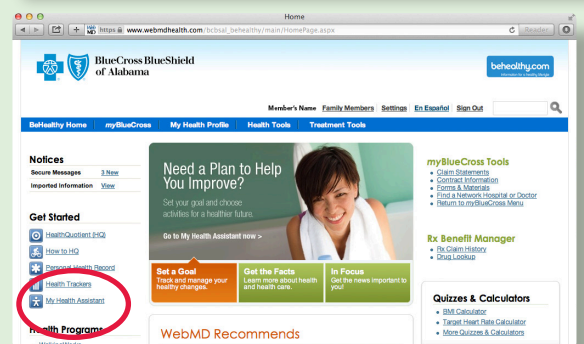 Home
WebMD https www.webmdhealth.com/bcbsal_behealthy/main/HomePage.aspx Reader
BlueCross BlueShield
of Alabama
behealthy.com
Member's Name Family Members Settings En Español Sign Out
BeHealthy Home myBlueCross My Health Profile Health Tools Treatment Tools
Notices
Secure Messages 3 New
Imported Information View
Get Started
HealthQuotient (HQ)
How to HQ
Personal Health Record
Health Trackers
My Health Assistant
Health Programs
Need a Plan to Help
You Improve?
Set your goal and choose
activities for a healthier future.
Go to My Health Assistant now >
Set a Goal
Track and manage your
healthy changes.
Get the Facts
Learn more about health
and health care.
In Focus
Get the news important to
you!
WebMD Recommends
myBlueCross Tools
Claim Statements
Contract Information
Forms & Materials
Find a Network Hospital or Doctor
Return to myBlueCross Menu
Rx Benefit Manager
Rx Claim History
Drug Lookup
Quizzes & Calculators
BMI Calculator
Target Heart Rate Calculator
More Quizzes & Calculators